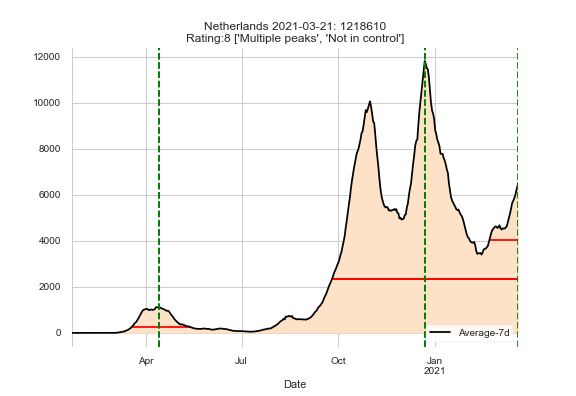 Netherlands 2021-03-21: 1218610
Rating:8 ['Multiple peaks', 'Not in control']
12000
10000
8000
6000
4000
2000
0
Average-7d
Apr
Jul
Oct
Jan
2021
Date